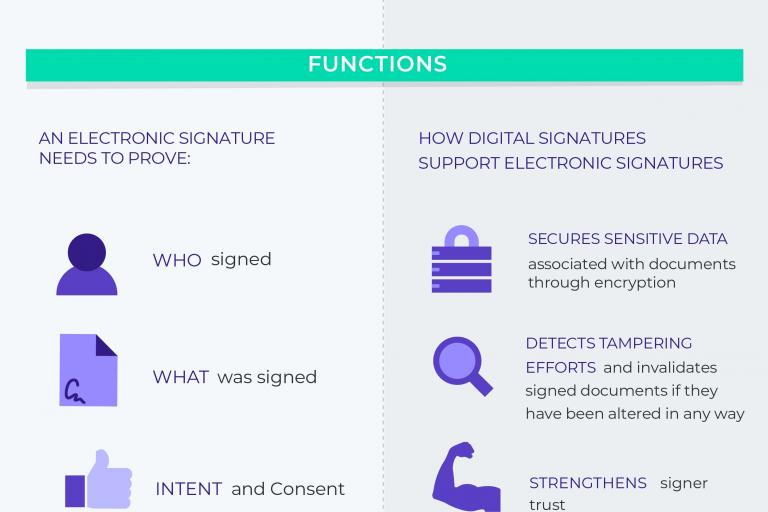 FUNCTIONS
AN ELECTRONIC SIGNATURE
NEEDS TO PROVE:
WHO signed
WHAT was signed
INTENT and Consent
HOW DIGITAL SIGNATURES
SUPPORT ELECTRONIC SIGNATURES
SECURES SENSITIVE DATA
associated with documents
through encryption
DETECTS TAMPERING
EFFORTS and invalidates
signed documents if they
have been altered in any way
STRENGTHENS signer
trust